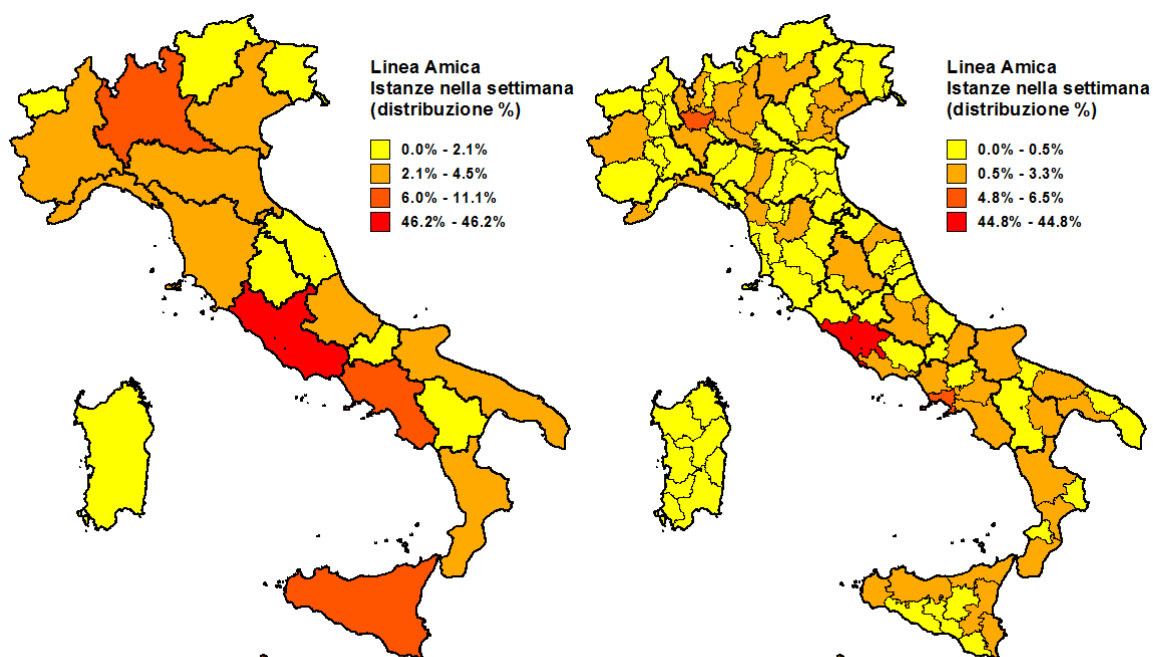 Linea Amica
Istanze nella settimana
(distribuzione %)
0.0% - 2.1%
2.1% - 4.5%
6.0% - 11.1%
46.2% - 46.2%
Linea Amica
Istanze nella settimana
(distribuzione %)
0.0% - 0.5%
0.5% - 3.3%
4.8% - 6.5%
44.8% - 44.8%